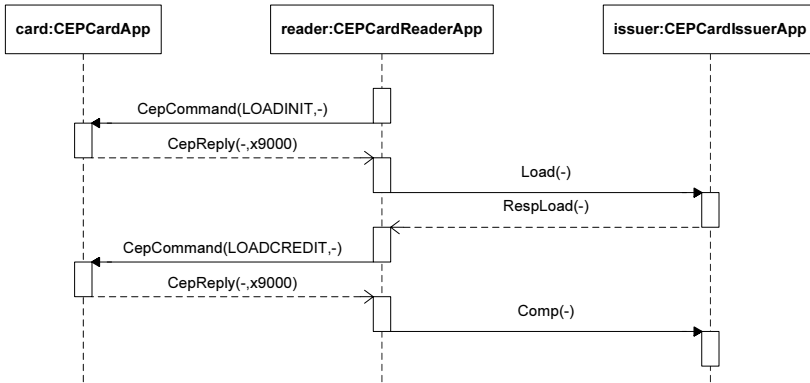 card:CEPCardApp
reader:CEPCardReaderApp
issuer:CEPCardIssuerApp
CepCommand(LOADINIT,-)
CepReply(-,x9000)
Load(-)
RespLoad(-)
CepCommand(LOADCREDIT,-)
CepReply(-,x9000)
Comp(-)